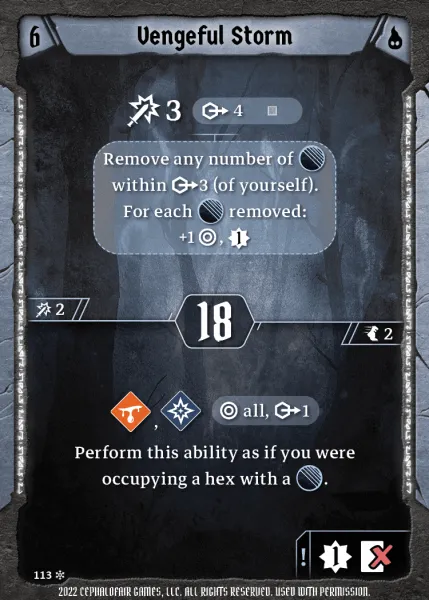 6 Vengeful Storm
3 4
Remove any number of
within 3 (of yourself).
For each removed:
+1 , 1
2
18
2
, all, 1
Perform this ability as if you were
occupying a hex with a .
! 1
113
2022 CEPHALOFAIR GAMES, LLC. ALL RIGHTS RESERVED. USED WITH PERMISSION.